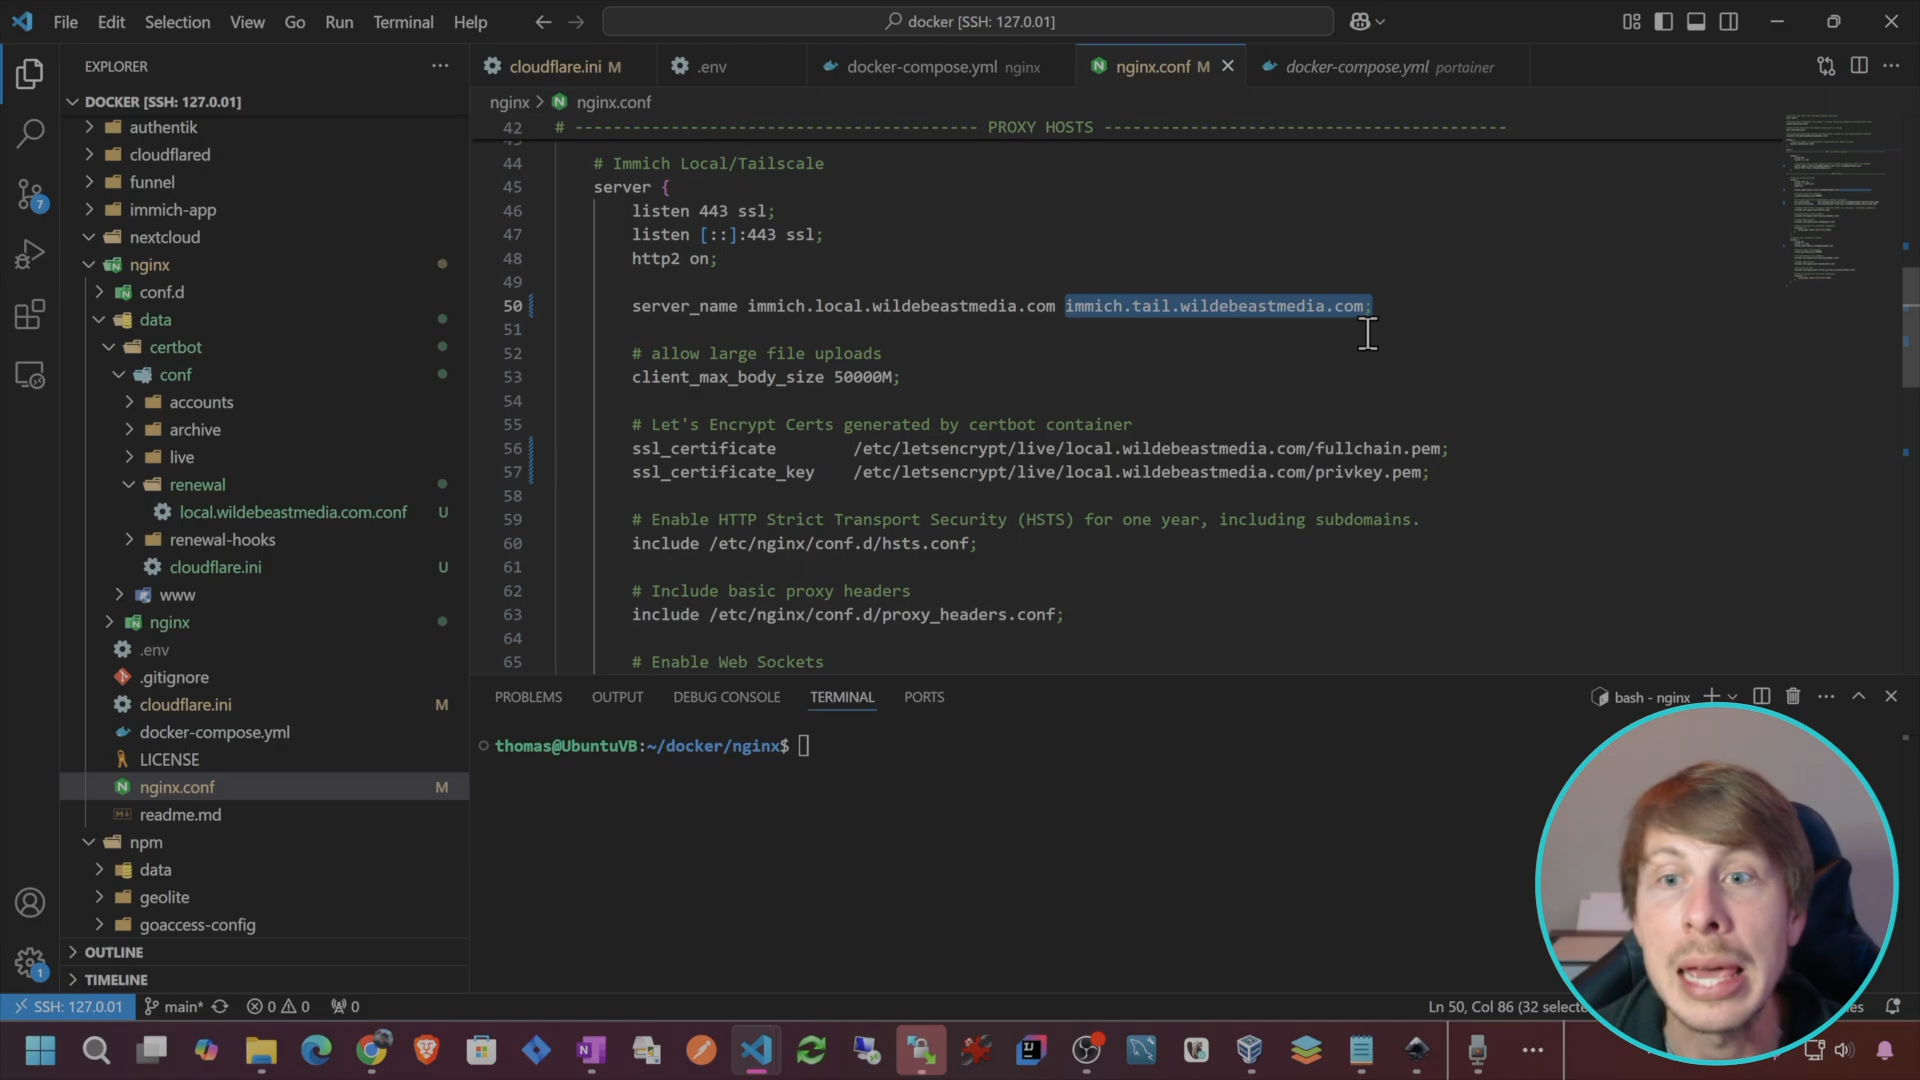 File Edit Selection View Go Run Terminal Help
docker [SSH: 127.0.01]
EXPLORER
DOCKER [SSH: 127.0.01]
authentik
cloudflared
funnel
immich-app
nextcloud
nginx
conf.d
data
certbot
conf
accounts
archive
live
renewal
local.wildebeastmedia.com.conf U
renewal-hooks
cloudflare.ini U
www
nginx
.env
.gitignore
cloudflare.ini M
docker-compose.yml
LICENSE
nginx.conf M
readme.md
npm
data
geolite
goaccess-config
OUTLINE
TIMELINE
7
1
cloudflare.ini M
.env
docker-compose.yml nginx
nginx.conf M
docker-compose.yml portainer
nginx > nginx.conf
42 # ------------------------------------------ PROXY HOSTS -------------------------------------------
44 # Immich Local/Tailscale
45 server {
46 listen 443 ssl;
47 listen [::]:443 ssl;
48 http2 on;
49
50 server_name immich.local.wildebeastmedia.com immich.tail.wildebeastmedia.com;
51
52 # allow large file uploads
53 client_max_body_size 50000M;
54
55 # Let's Encrypt Certs generated by certbot container
56 ssl_certificate /etc/letsencrypt/live/local.wildebeastmedia.com/fullchain.pem;
57 ssl_certificate_key /etc/letsencrypt/live/local.wildebeastmedia.com/privkey.pem;
58
59 # Enable HTTP Strict Transport Security (HSTS) for one year, including subdomains.
60 include /etc/nginx/conf.d/hsts.conf;
61
62 # Include basic proxy headers
63 include /etc/nginx/conf.d/proxy_headers.conf;
64
65 # Enable Web Sockets
PROBLEMS OUTPUT DEBUG CONSOLE TERMINAL PORTS
bash - nginx
thomas@UbuntuVB:~/docker/nginx$
SSH: 127.0.01 main* 0 0 0
Ln 50, Col 86 (32 selecte